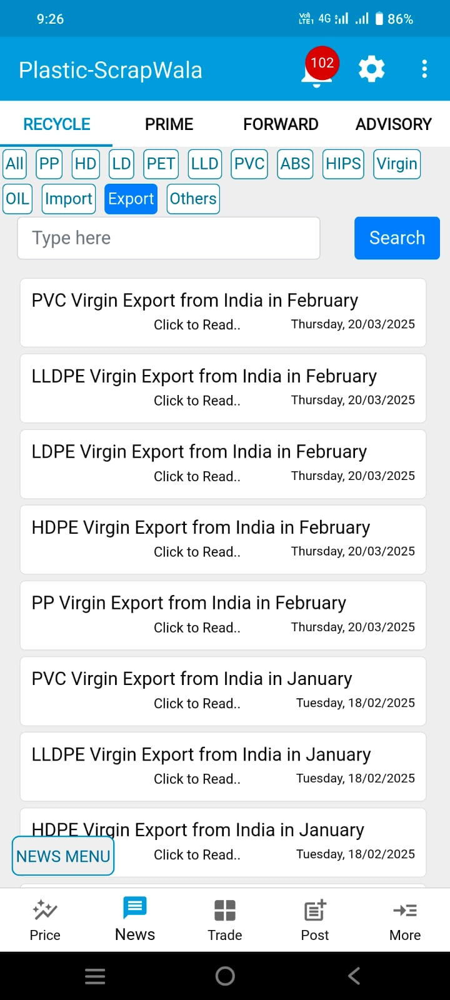 9:26 VoI) LTE1 4G 86%
Plastic-ScrapWala 102
RECYCLE PRIME FORWARD ADVISORY
All PP HD LD PET LLD PVC ABS HIPS Virgin
OIL Import Export Others
Type here Search
PVC Virgin Export from India in February
Click to Read.. Thursday, 20/03/2025
LLDPE Virgin Export from India in February
Click to Read.. Thursday, 20/03/2025
LDPE Virgin Export from India in February
Click to Read.. Thursday, 20/03/2025
HDPE Virgin Export from India in February
Click to Read.. Thursday, 20/03/2025
PP Virgin Export from India in February
Click to Read.. Thursday, 20/03/2025
PVC Virgin Export from India in January
Click to Read.. Tuesday, 18/02/2025
LLDPE Virgin Export from India in January
Click to Read.. Tuesday, 18/02/2025
HDPE Virgin Export from India in January
NEWS MENU Click to Read.. Tuesday, 18/02/2025
Price News Trade Post More